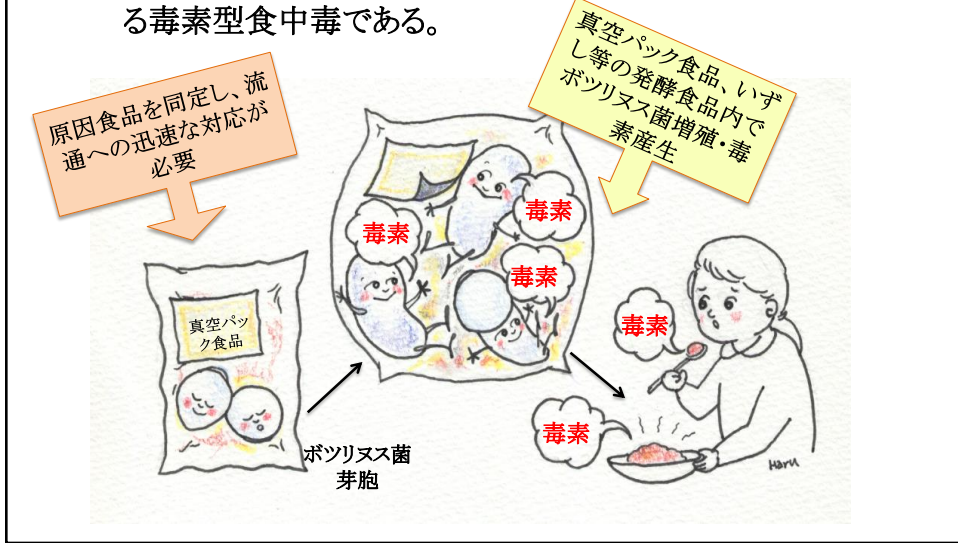 る毒素型食中毒である。
原因食品を同定し、流
通への迅速な対応が
必要
真空パック食品、いず
し等の発酵食品内で
ボツリヌス菌増殖・毒
素産生
毒素
毒素
毒素
毒素
毒素
真空パッ
ク食品
ボツリヌス菌
芽胞
Haru